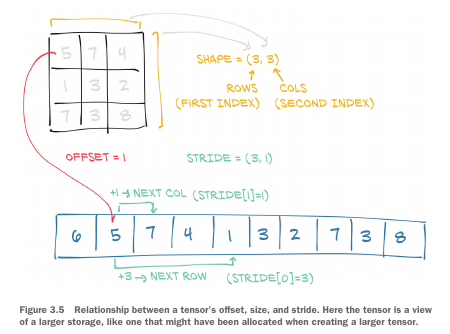 5 7 4
1 3 2
7 3 8
SHAPE = (3, 3)
ROWS COLS
(FIRST INDEX) (SECOND INDEX)
OFFSET = 1
STRIDE = (3, 1)
+1 → NEXT COL (STRIDE[1]=1)
6 5 7 4 1 3 2 7 3 8
+3 → NEXT ROW (STRIDE[0]=3)
Figure 3.5 Relationship between a tensor's offset, size, and stride. Here the tensor is a view
of a larger storage, like one that might have been allocated when creating a larger tensor.